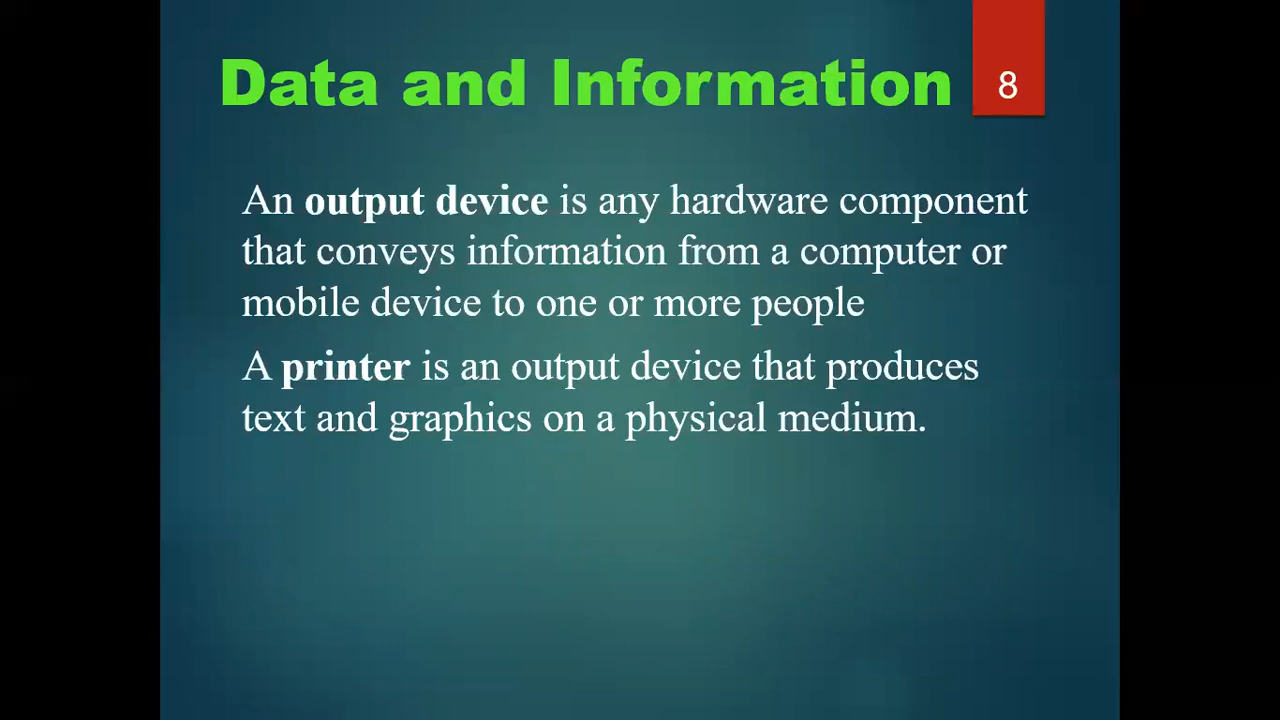 Data and Information
8
An output device is any hardware component
that conveys information from a computer or
mobile device to one or more people
A printer is an output device that produces
text and graphics on a physical medium.